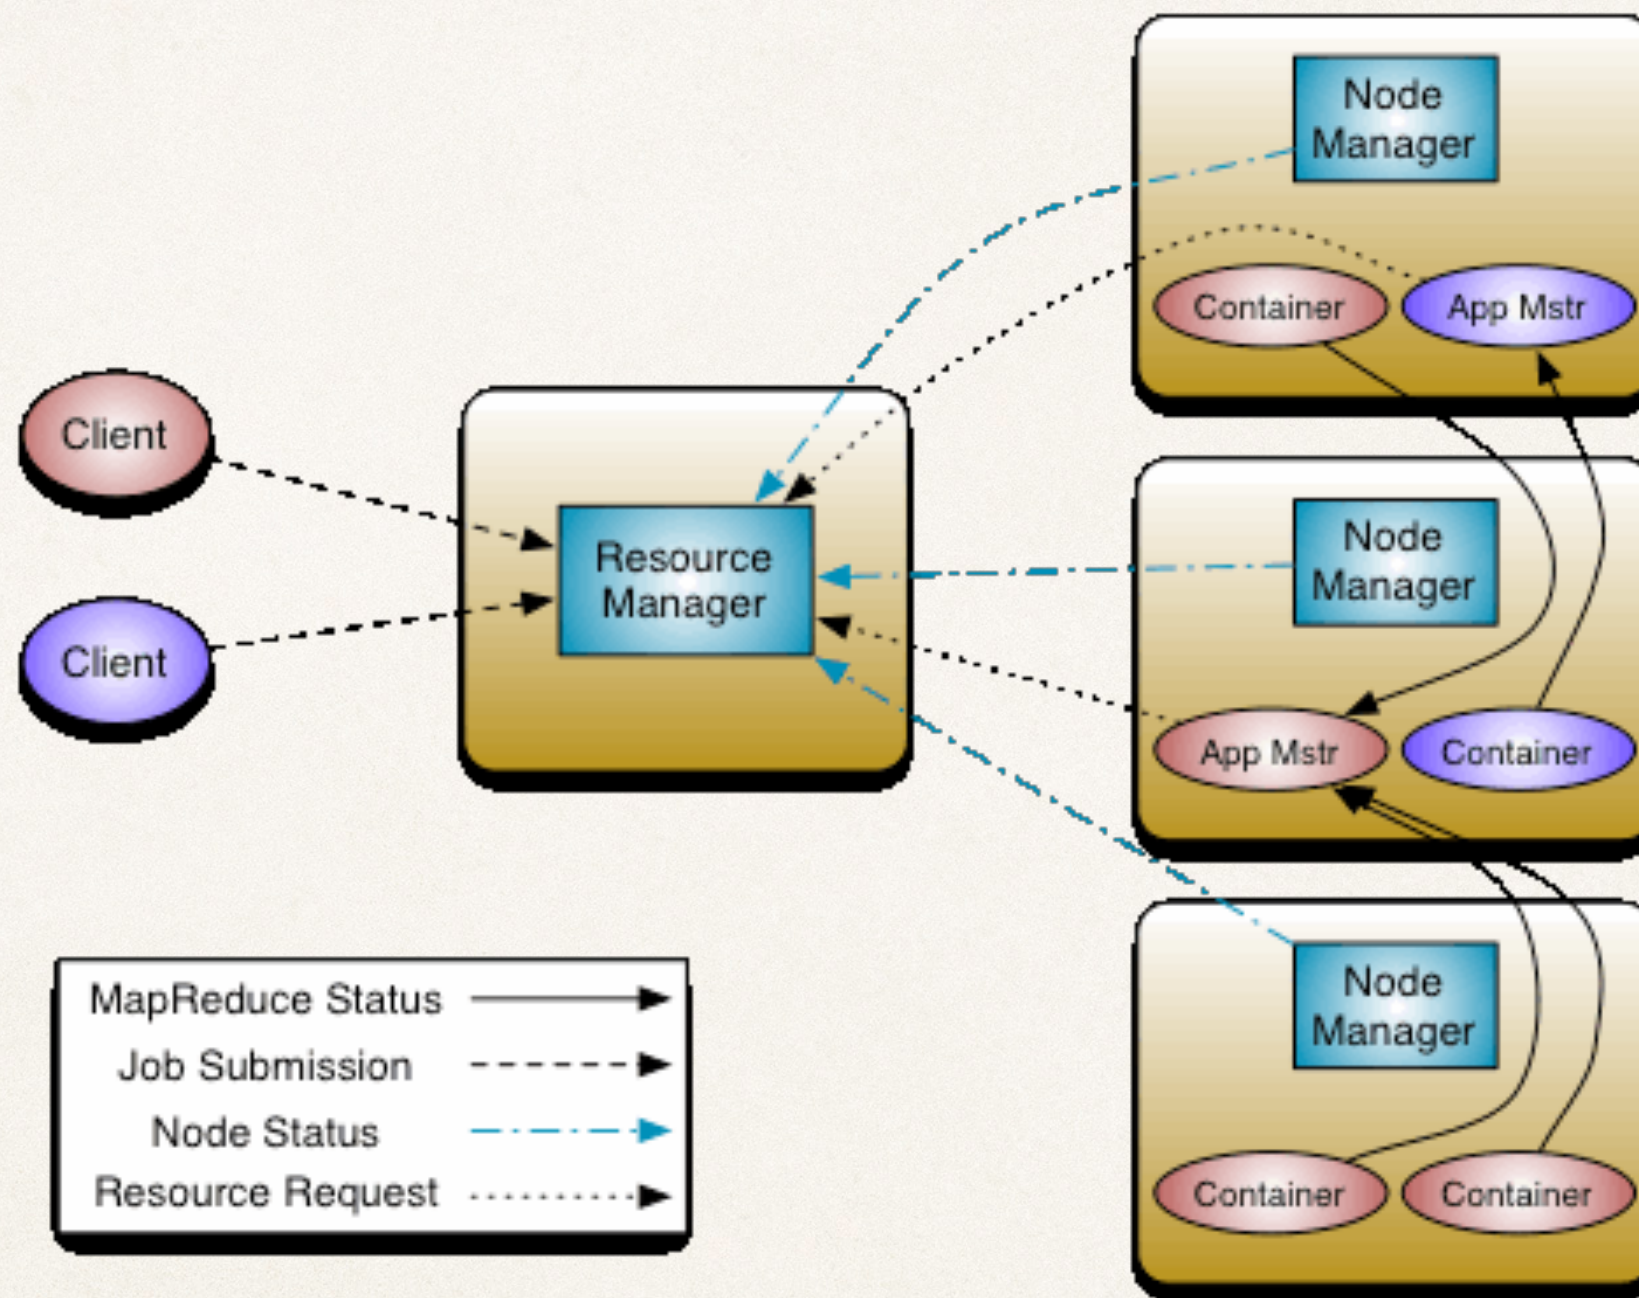 Node
Manager
Container
App Mstr
Client
Client
Resource
Manager
Node
Manager
App Mstr
Container
Node
Manager
Container
Container
MapReduce Status
Job Submission
Node Status
Resource Request